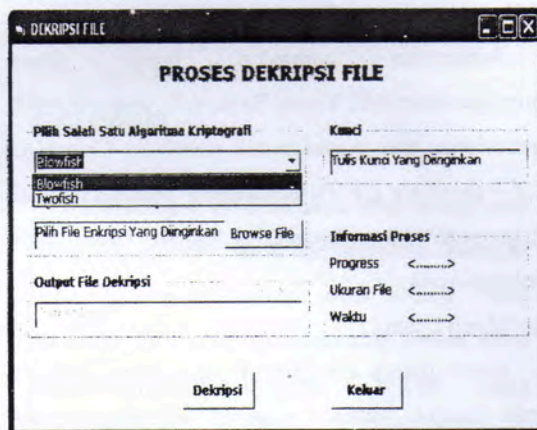 DEKRIPSI FILE
PROSES DEKRIPSI FILE
Pilih Salah Satu Algoritma Kriptografi
Blowfish
Blowfish
Twofish
Pilih File Enkripsi Yang Diinginkan
Browse File
Output File Dekripsi
Kunci
Tulis Kunci Yang Diinginkan
Informasi Proses
Progress <.........>
Ukuran File <.........>
Waktu <.........>
Dekripsi
Keluar